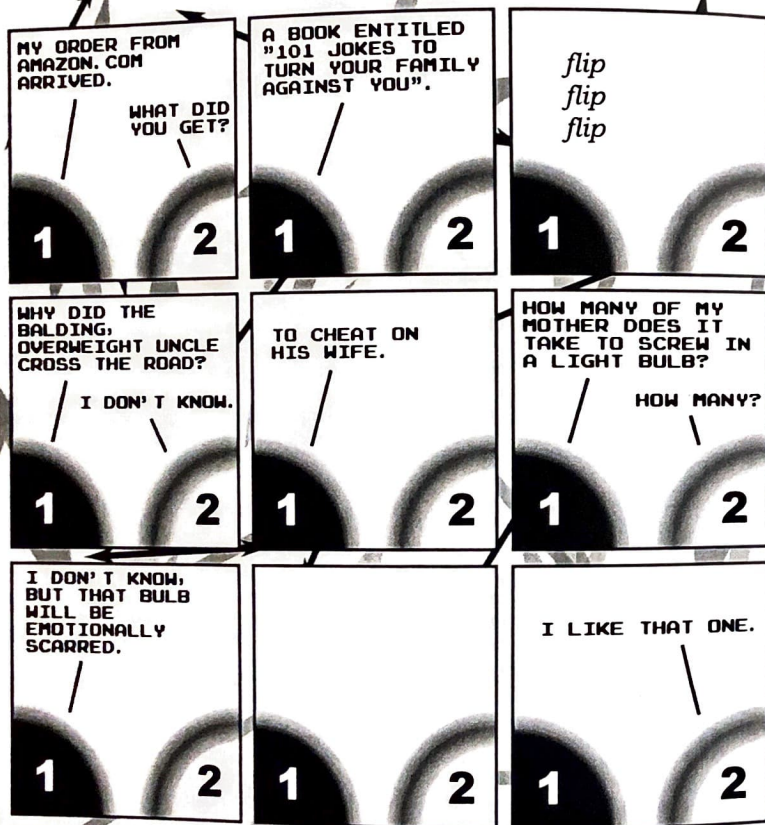 MY ORDER FROM
AMAZON.COM
ARRIVED.
WHAT DID
YOU GET?
1
2
A BOOK ENTITLED
"101 JOKES TO
TURN YOUR FAMILY
AGAINST YOU".
1
2
flip
flip
flip
1
2
WHY DID THE
BALDING,
OVERWEIGHT UNCLE
CROSS THE ROAD?
I DON'T KNOW.
1
2
TO CHEAT ON
HIS WIFE.
1
2
HOW MANY OF MY
MOTHER DOES IT
TAKE TO SCREW IN
A LIGHT BULB?
HOW MANY?
1
2
I DON'T KNOW,
BUT THAT BULB
WILL BE
EMOTIONALLY
SCARRED.
1
2
1
2
I LIKE THAT ONE.
1
2